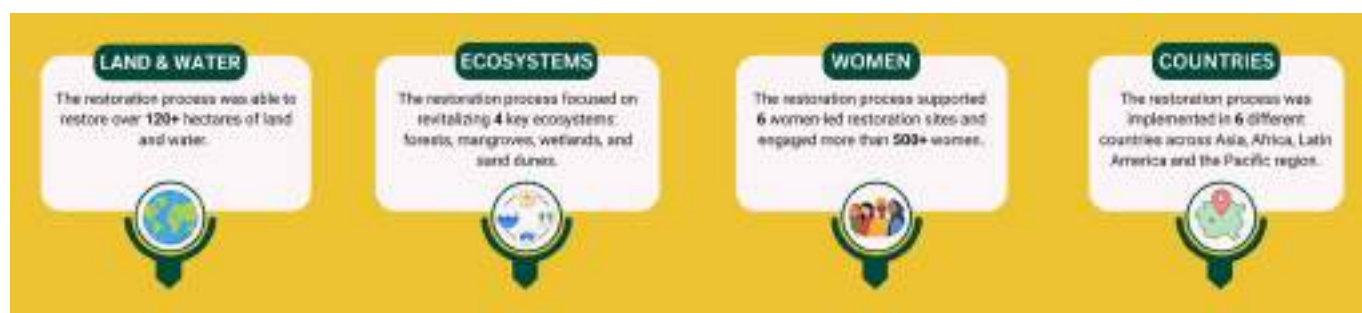 LAND & WATER
The restoration process was able to
restore over 120+ hectares of land
and water.
ECOSYSTEMS
The restoration process focused on
revitalizing 4 key ecosystems:
forests, mangroves, wetlands, and
sand dunes.
WOMEN
The restoration process supported
6 women-led restoration sites and
engaged more than 500+ women.
COUNTRIES
The restoration process was
implemented in 6 different
countries across Asia, Africa, Latin
America and the Pacific region.